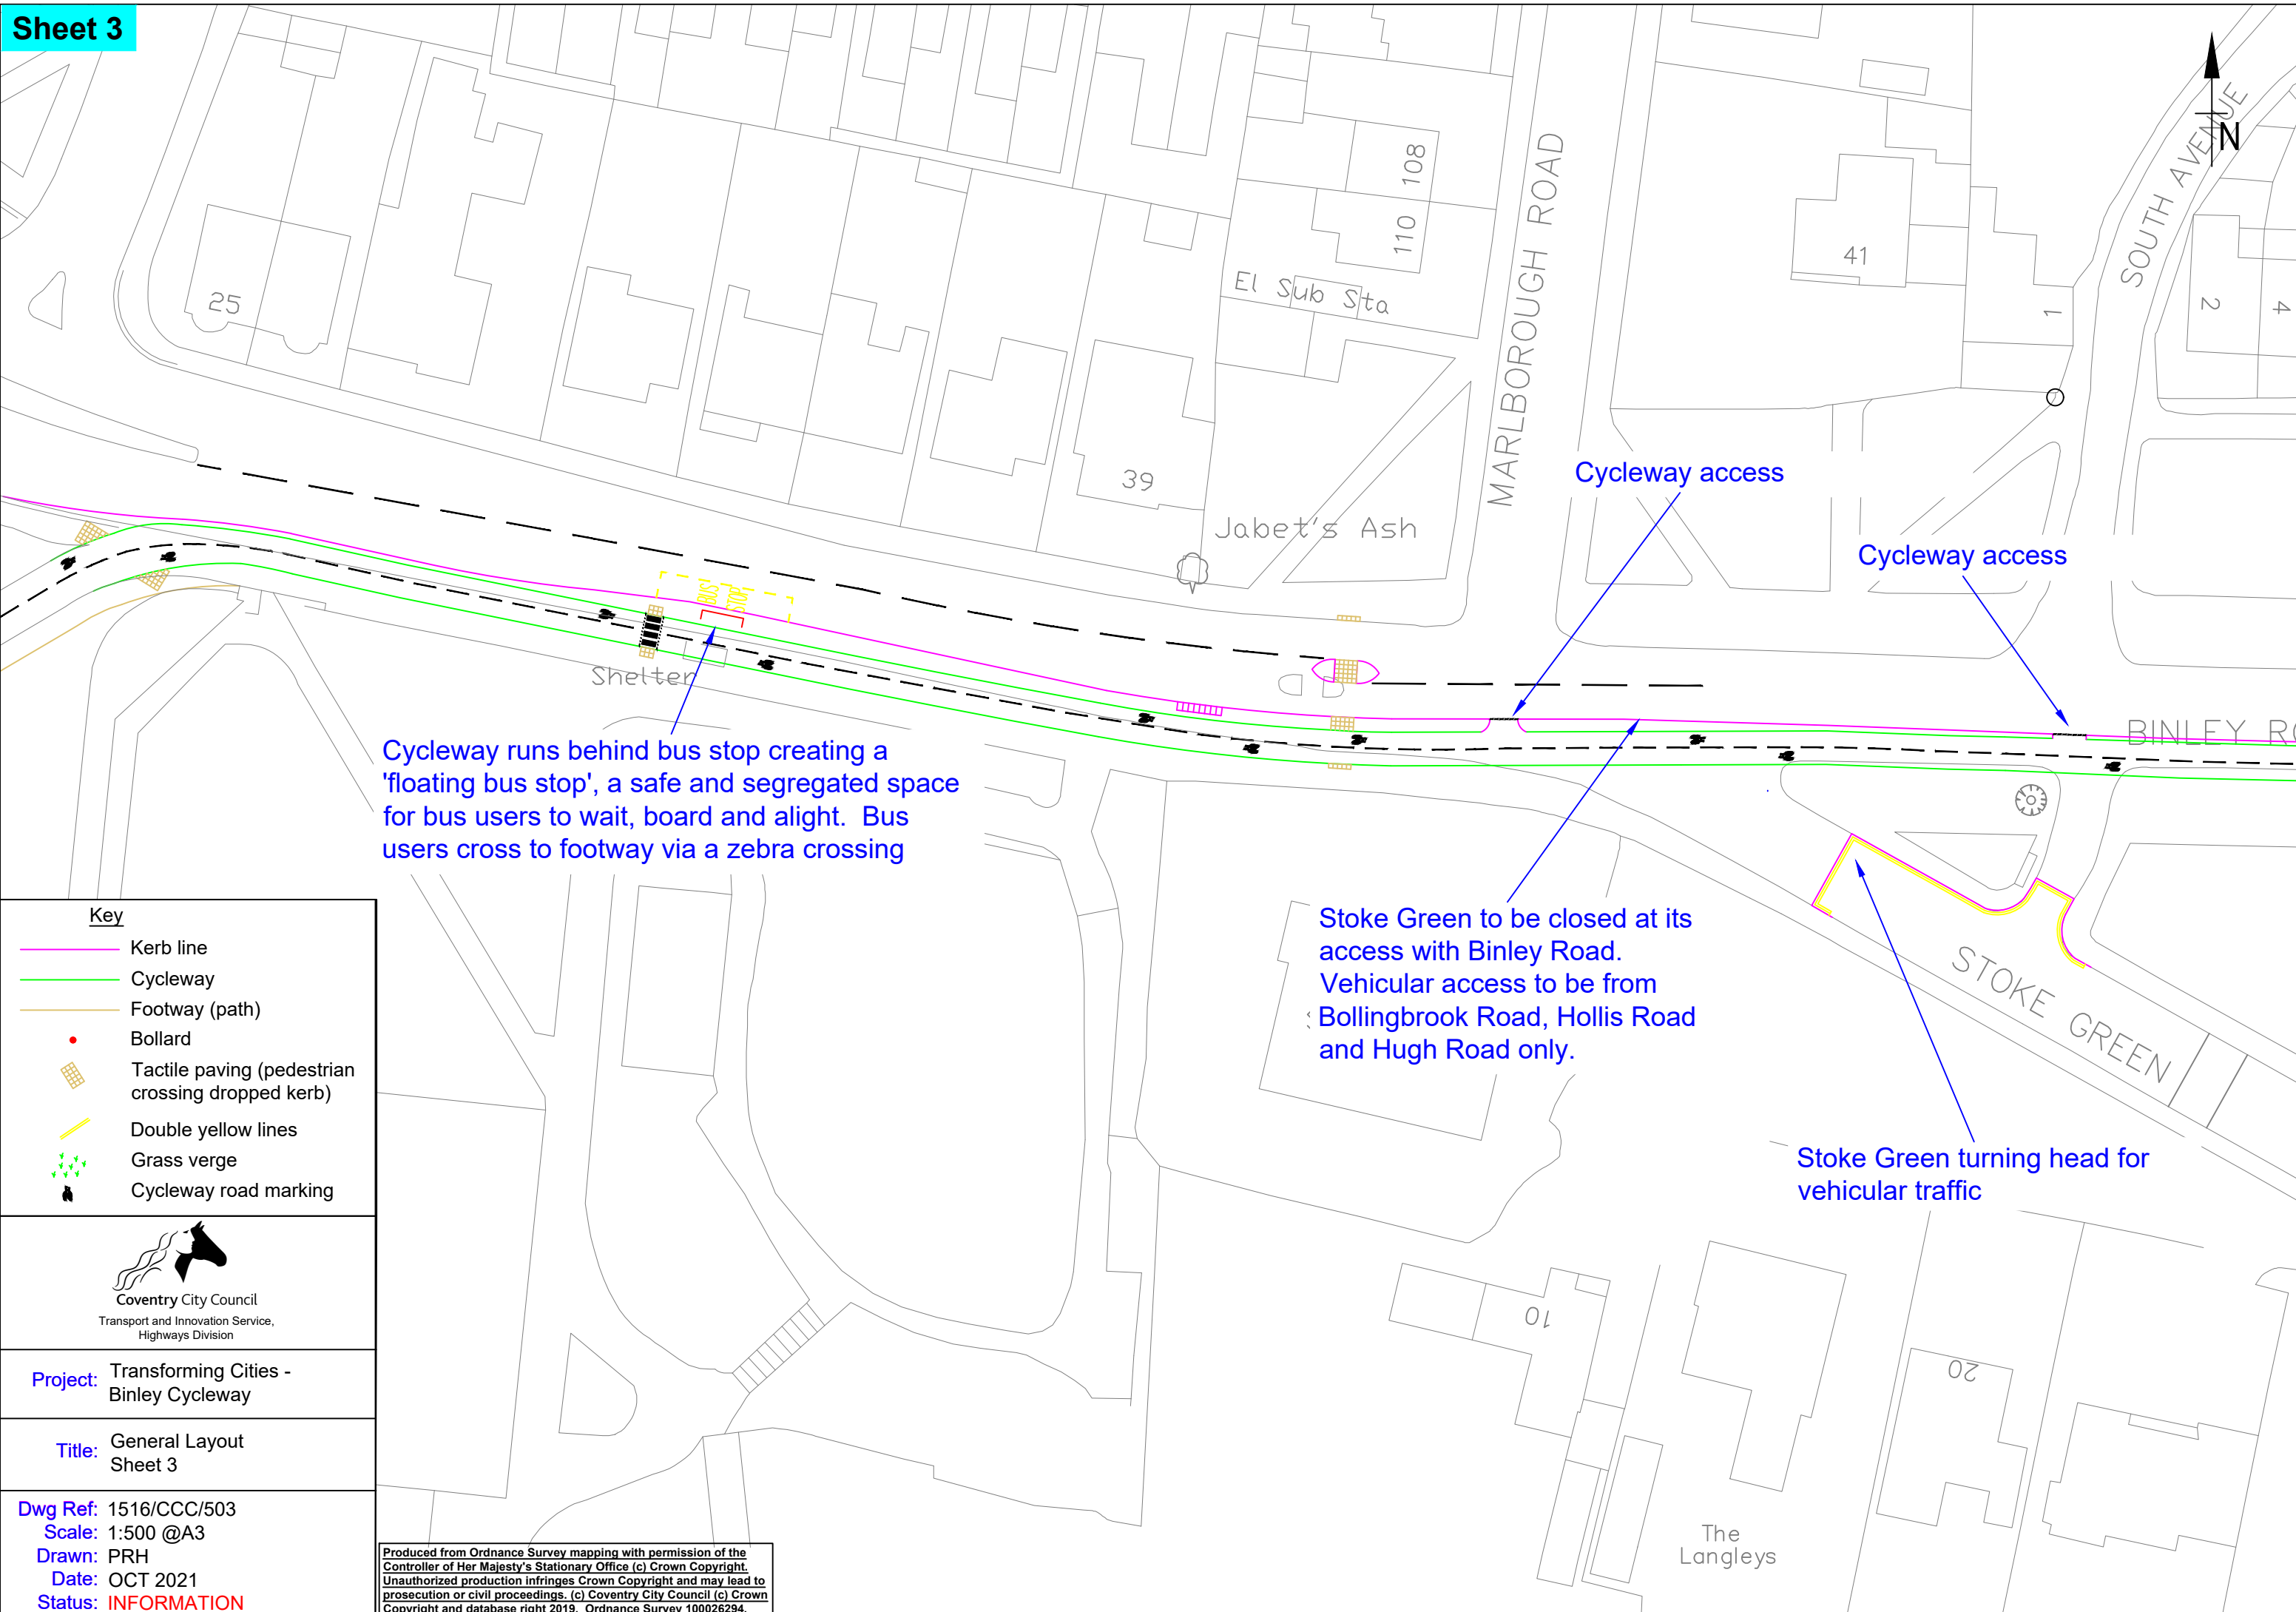 Sheet 3
N
SOUTH AVENUE
MARLBOROUGH ROAD
108
110
El Sub Sta
25
39
41
1
2
4
Jabet's Ash
Cycleway access
Cycleway access
BUS
STOP
Shelter
BINLEY RO
Cycleway runs behind bus stop creating a
'floating bus stop', a safe and segregated space
for bus users to wait, board and alight. Bus
users cross to footway via a zebra crossing
Stoke Green to be closed at its
access with Binley Road.
Vehicular access to be from
Bollingbrook Road, Hollis Road
and Hugh Road only.
STOKE GREEN
Stoke Green turning head for
vehicular traffic
10
20
The
Langleys
Key
Kerb line
Cycleway
Footway (path)
Bollard
Tactile paving (pedestrian
crossing dropped kerb)
Double yellow lines
Grass verge
Cycleway road marking
Coventry City Council
Transport and Innovation Service,
Highways Division
Project: Transforming Cities -
Binley Cycleway
Title: General Layout
Sheet 3
Dwg Ref: 1516/CCC/503
Scale: 1:500 @A3
Drawn: PRH
Date: OCT 2021
Status: INFORMATION
Produced from Ordnance Survey mapping with permission of the
Controller of Her Majesty's Stationary Office (c) Crown Copyright.
Unauthorized production infringes Crown Copyright and may lead to
prosecution or civil proceedings. (c) Coventry City Council (c) Crown
Copyright and database right 2019. Ordnance Survey 100026294.